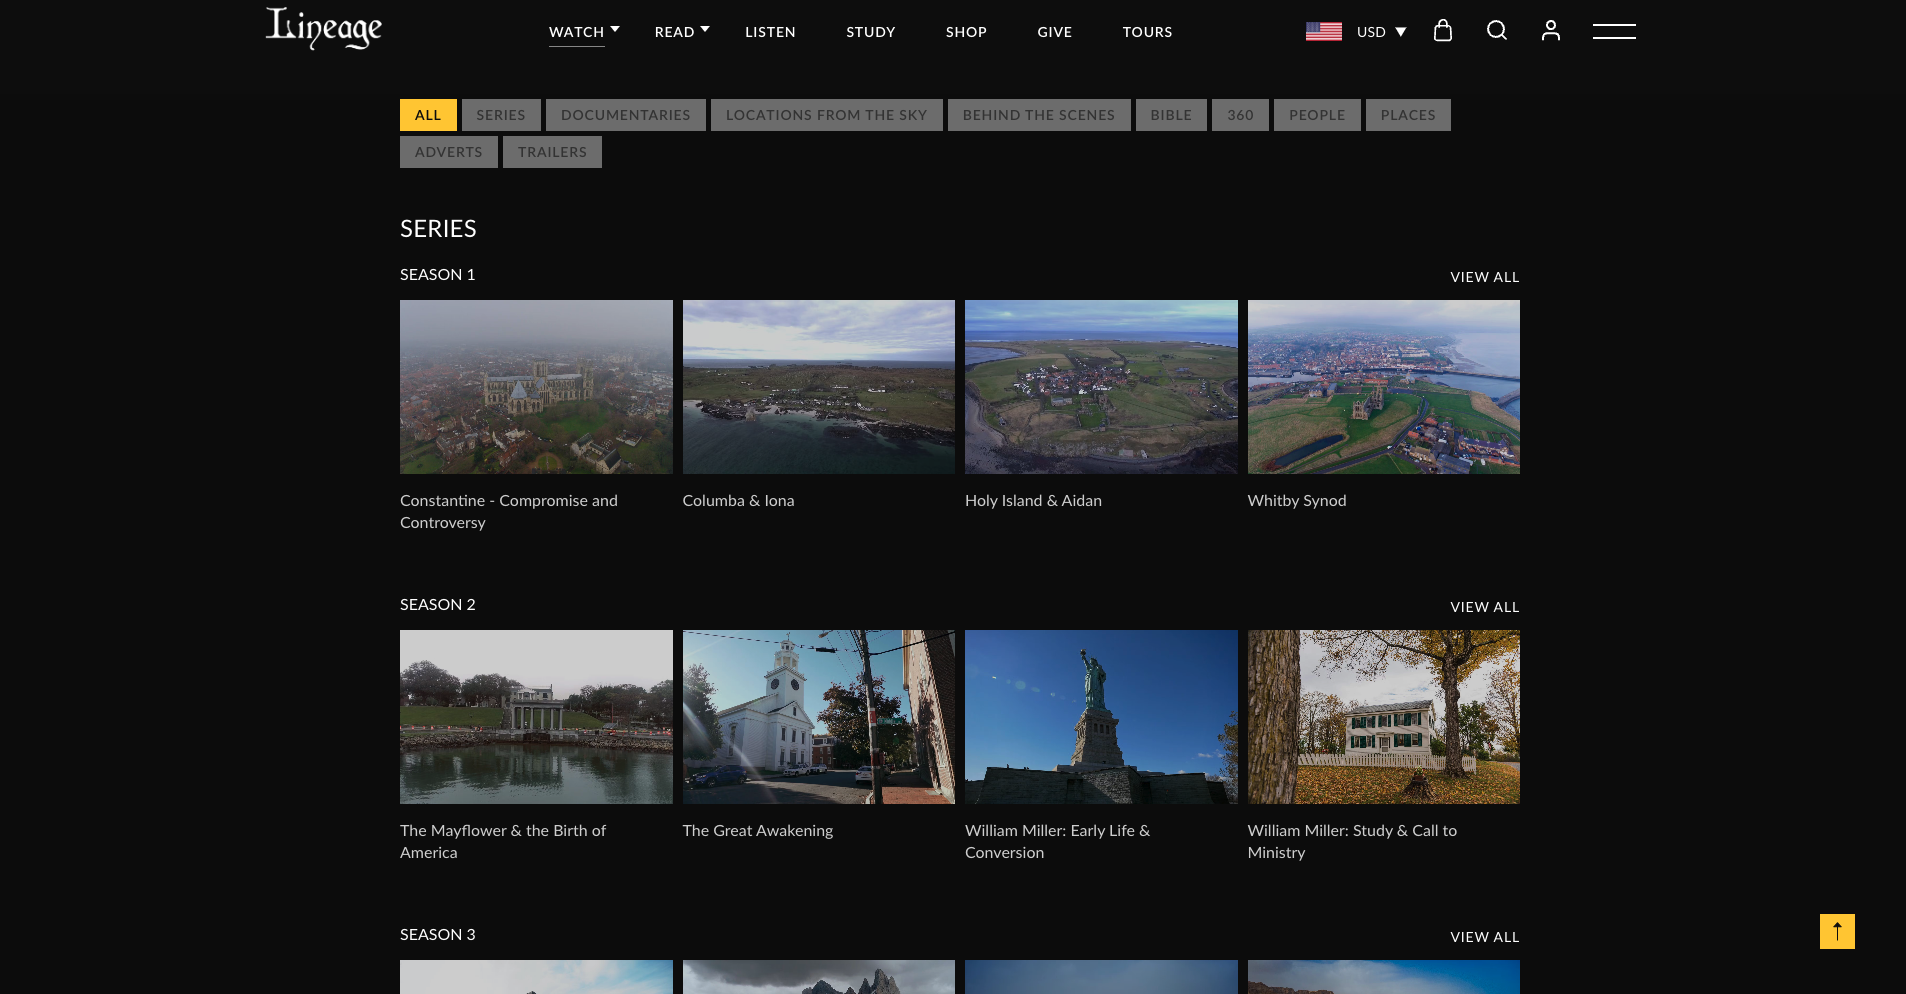 Lineage
WATCH READ LISTEN STUDY SHOP GIVE TOURS USD
ALL SERIES DOCUMENTARIES LOCATIONS FROM THE SKY BEHIND THE SCENES BIBLE 360 PEOPLE PLACES
ADVERTS TRAILERS
SERIES
SEASON 1 VIEW ALL
Constantine - Compromise and
Controversy
Columba & Iona
Holy Island & Aidan
Whitby Synod
SEASON 2 VIEW ALL
The Mayflower & the Birth of
America
The Great Awakening
William Miller: Early Life &
Conversion
William Miller: Study & Call to
Ministry
SEASON 3 VIEW ALL